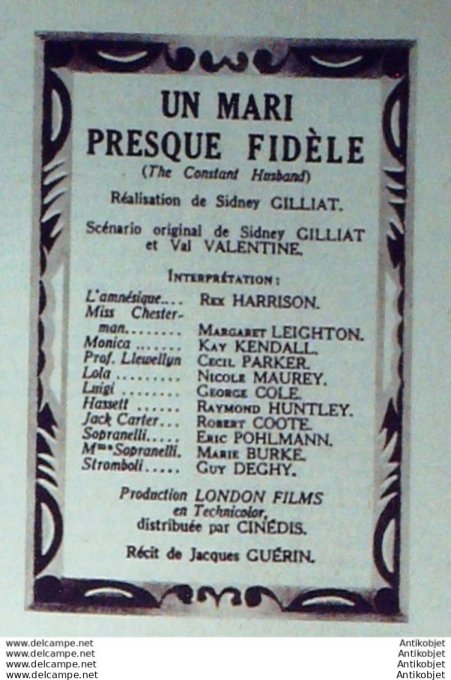 UN MARI
PRESQUE FIDÈLE
(The Constant Husband)
Réalisation de Sidney GILLIAT.
Scénario original de Sidney GILLIAT
et Val VALENTINE.
INTERPRÉTATION :
L'amnésique.... REX HARRISON.
Miss Chester-
man........ MARGARET LEIGHTON.
Monica ....... KAY KENDALL.
Prof. Llewellyn CECIL PARKER.
Lola ......... NICOLE MAUREY.
Luigi ........ GEORGE COLE.
Hassett ...... RAYMOND HUNTLEY.
Jack Carter... ROBERT COOTE.
Sopranelli..... ERIC POHLMANN.
Mme Sopranelli. MARIE BURKE.
Stromboli..... GUY DEGHY.
Production LONDON FILMS
en Technicolor,
distribuée par CINÉDIS.
Récit de Jacques GUÉRIN.
www.delcampe.net Antikobjet
www.delcampe.net Antikobjet
www.delcampe.net Antikobjet
www.delcampe.net Antikobjet